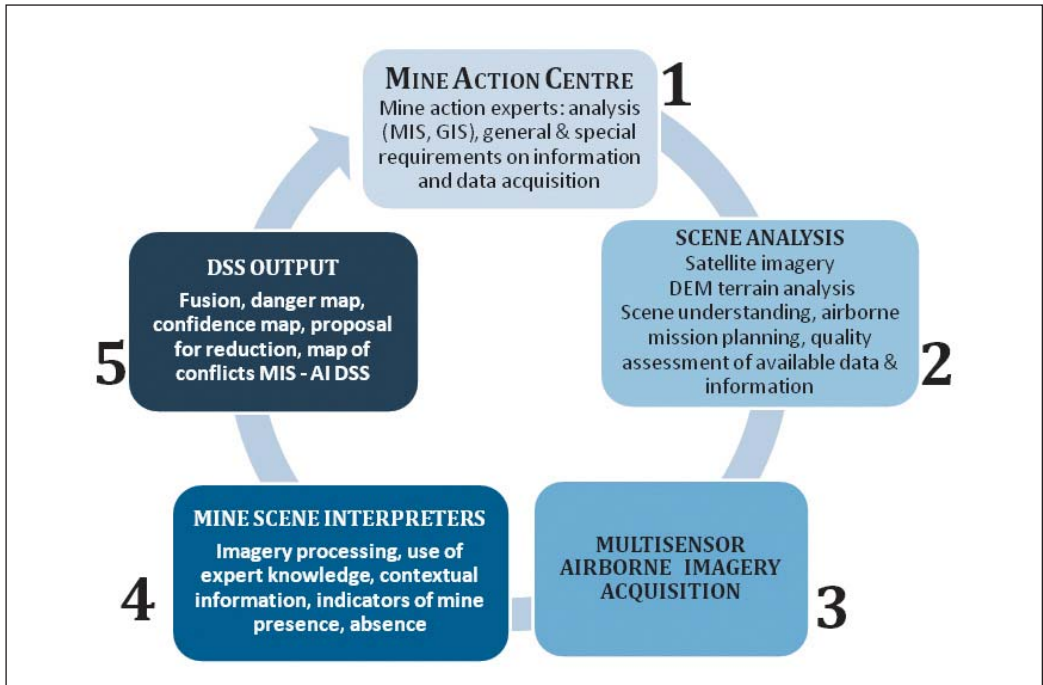 MINE ACTION CENTRE
Mine action experts: analysis
(MIS, GIS), general & special
requirements on information
and data acquisition
1
SCENE ANALYSIS
Satellite imagery
DEM terrain analysis
Scene understanding, airborne
mission planning, quality
assessment of available data &
information
2
MULTISENSOR
AIRBORNE IMAGERY
ACQUISITION
3
MINE SCENE INTERPRETERS
Imagery processing, use of
expert knowledge, contextual
information, indicators of mine
presence, absence
4
DSS OUTPUT
Fusion, danger map,
confidence map, proposal
for reduction, map of
conflicts MIS - AI DSS
5